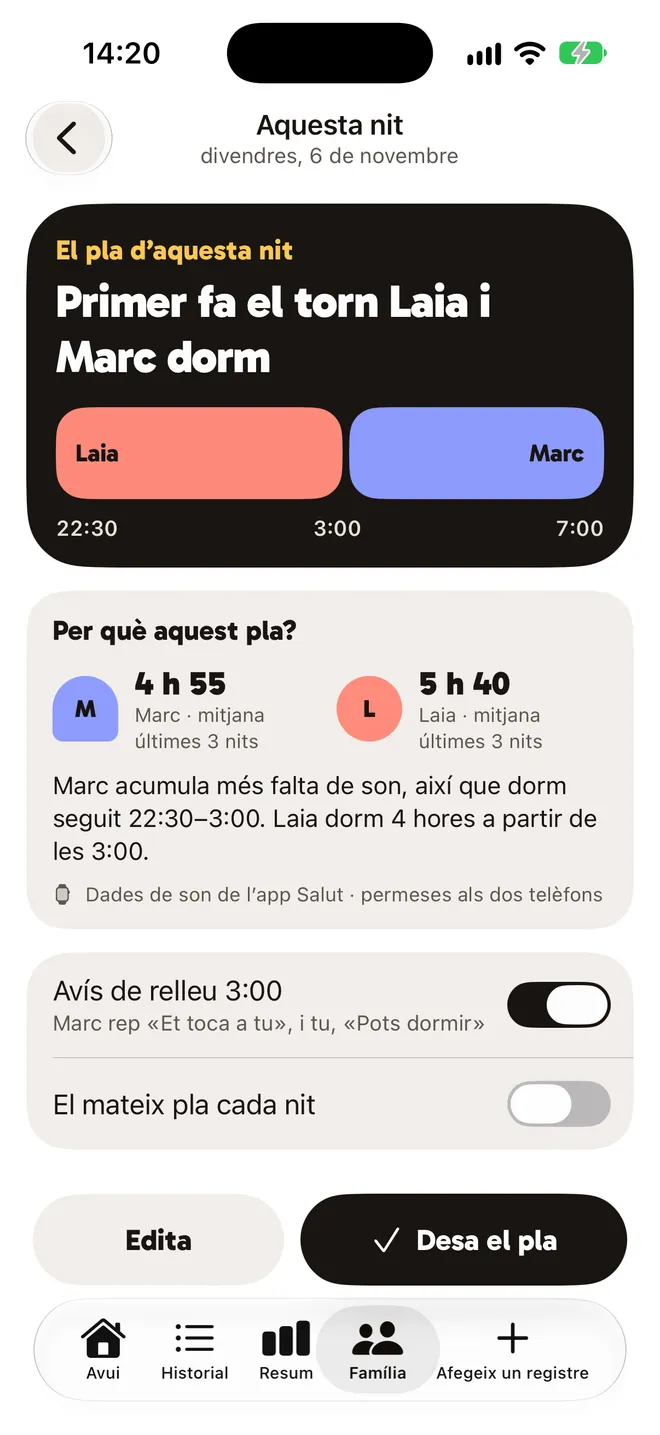 14:20
Aquesta nit
divendres, 6 de novembre
El pla d’aquesta nit
Primer fa el torn Laia i
Marc dorm
Laia
Marc
22:30
3:00
7:00
Per què aquest pla?
M
4 h 55
Marc · mitjana
últimes 3 nits
L
5 h 40
Laia · mitjana
últimes 3 nits
Marc acumula més falta de son, així que dorm
seguit 22:30–3:00. Laia dorm 4 hores a partir de
les 3:00.
Dades de son de l’app Salut · permeses als dos telèfons
Avís de relleu 3:00
Marc rep «Et toca a tu», i tu, «Pots dormir»
El mateix pla cada nit
Edita
Desa el pla
Avui
Historial
Resum
Família
Afegeix un registre